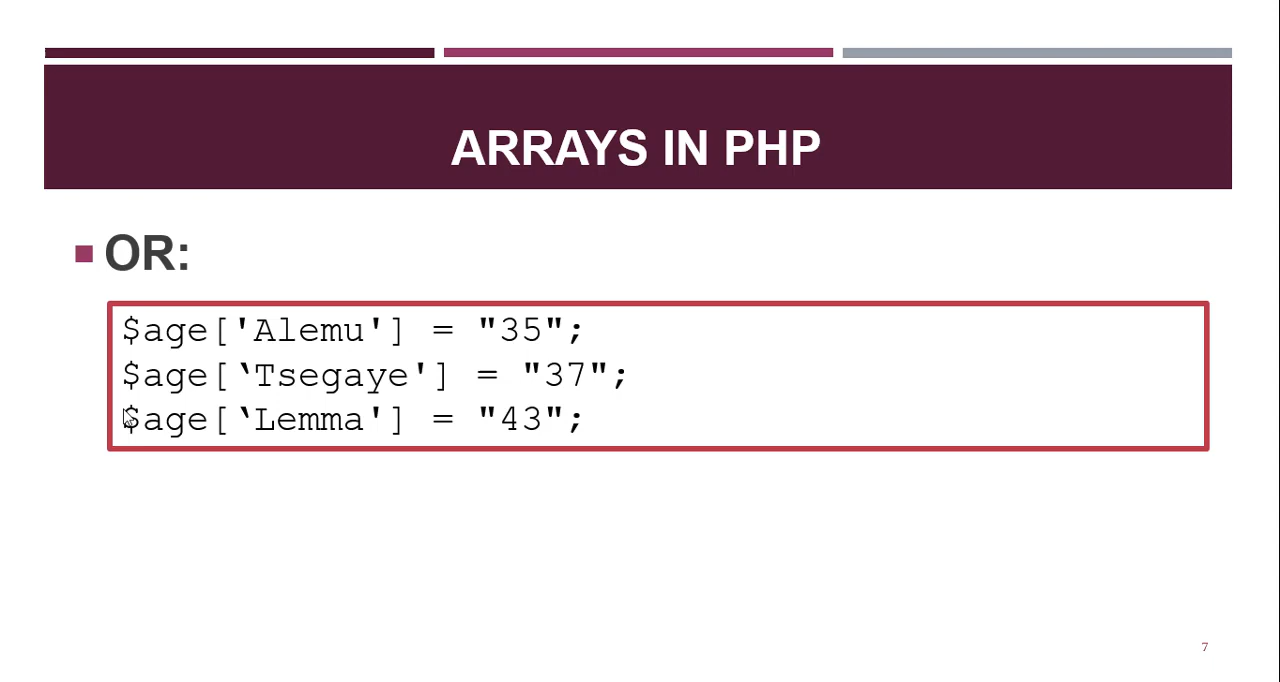 ARRAYS IN PHP
OR:
$age['Alemu'] = "35";
$age[‘Tsegaye'] = "37";
$age[‘Lemma'] = "43";
7